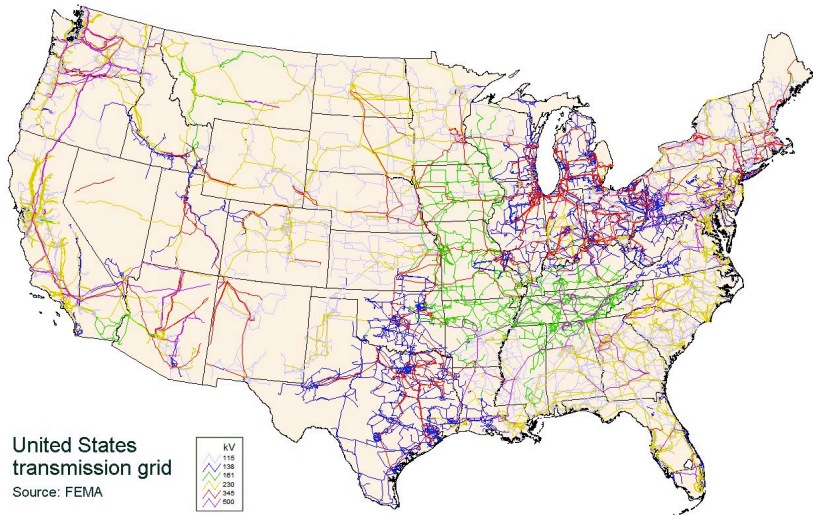 United States
transmission grid
Source: FEMA
kV
115
138
161
230
345
500